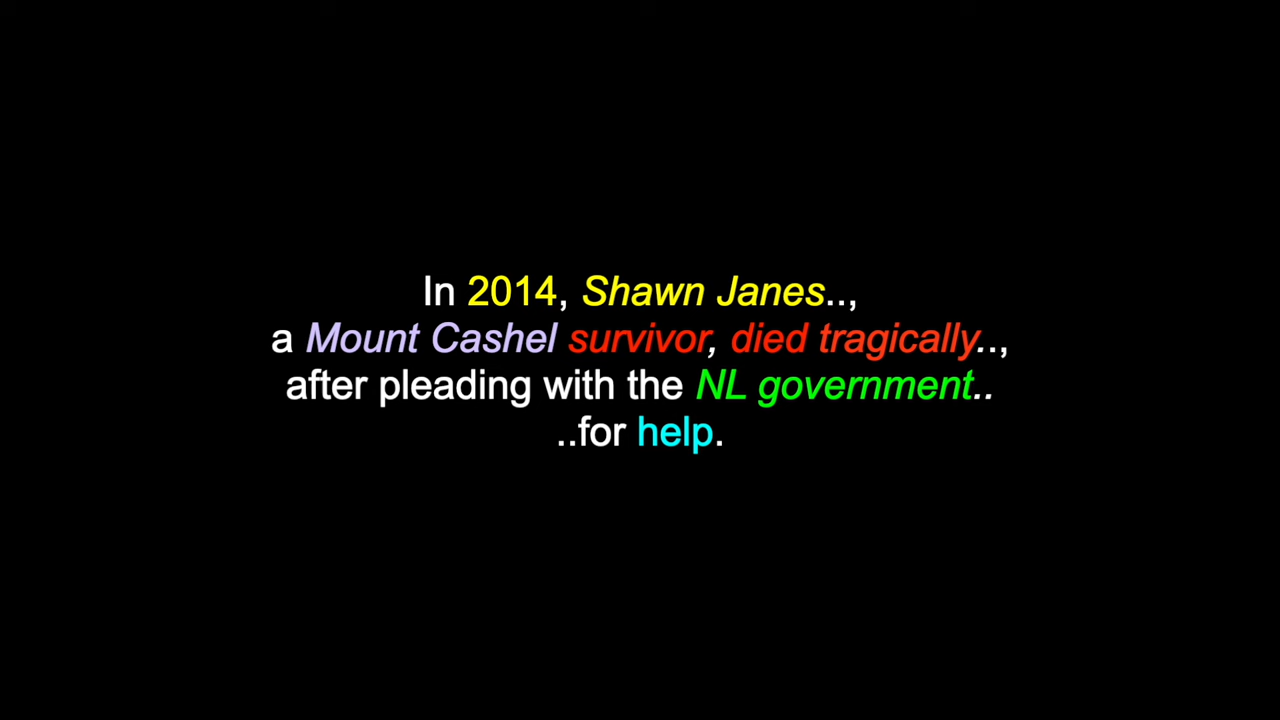 In 2014, Shawn Janes..,
a Mount Cashel survivor, died tragically..,
after pleading with the NL government..
..for help.